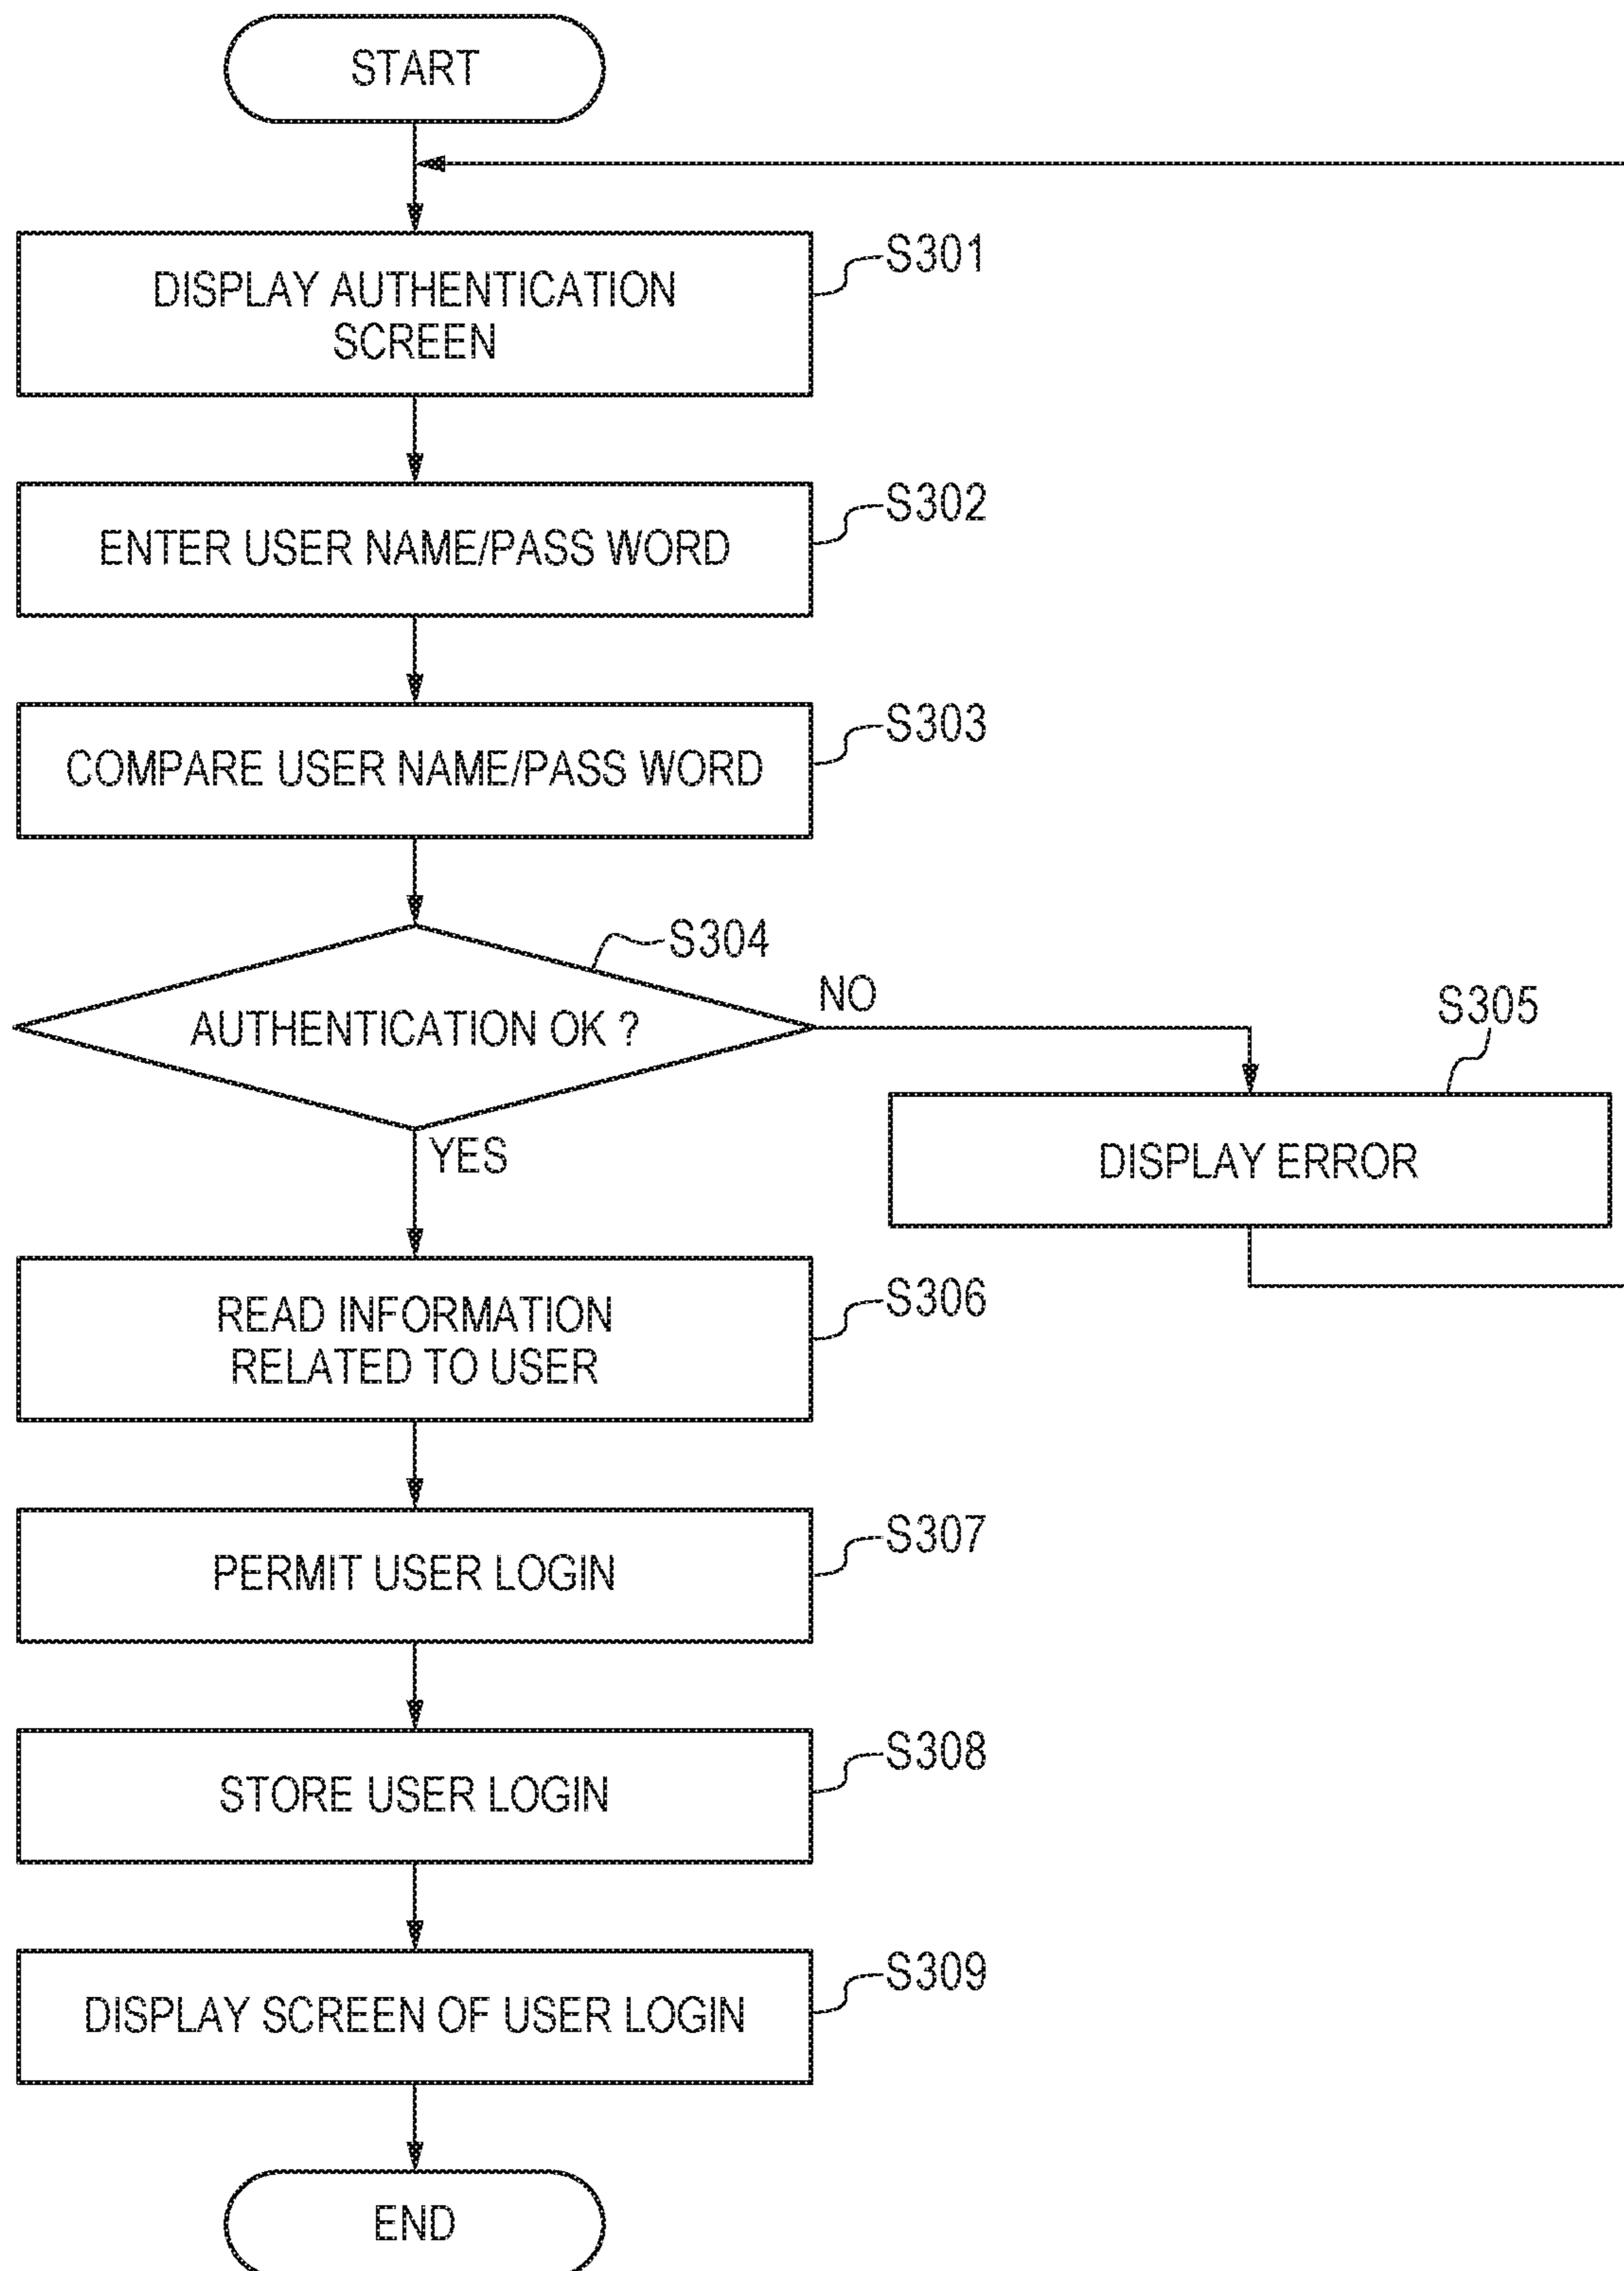 START
S301
DISPLAY AUTHENTICATION
SCREEN
S302
ENTER USER NAME/PASS WORD
S303
COMPARE USER NAME/PASS WORD
S304
AUTHENTICATION OK ?
NO
S305
DISPLAY ERROR
YES
S306
READ INFORMATION
RELATED TO USER
S307
PERMIT USER LOGIN
S308
STORE USER LOGIN
S309
DISPLAY SCREEN OF USER LOGIN
END